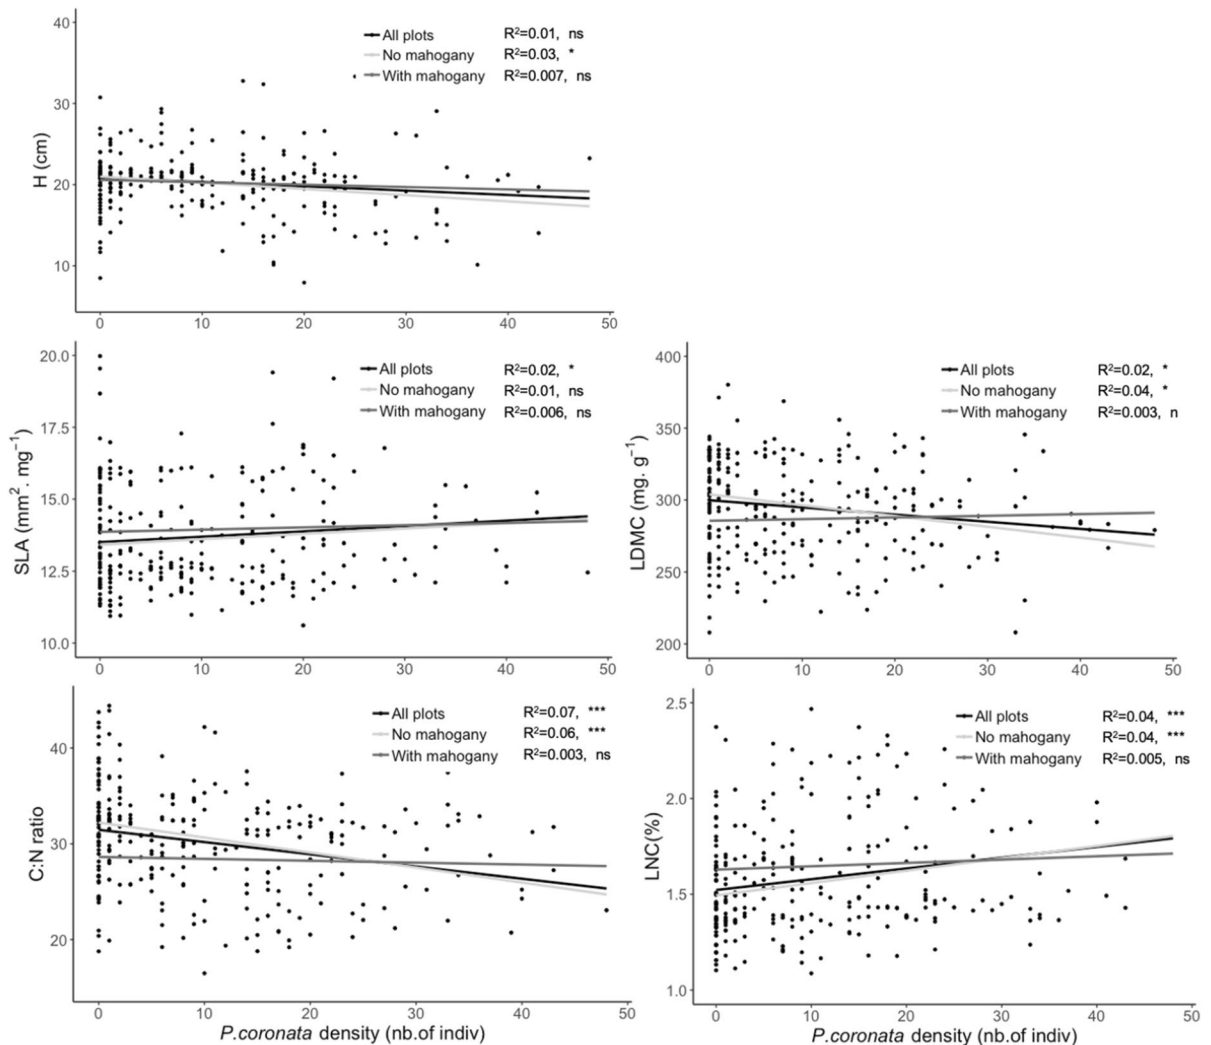 40
30
20
10
H (cm)
All plots R²=0.01, ns
No mahogany R²=0.03, *
With mahogany R²=0.007, ns
0 10 20 30 40 50
20.0
17.5
15.0
12.5
10.0
SLA (mm². mg⁻¹)
All plots R²=0.02, *
No mahogany R²=0.01, ns
With mahogany R²=0.006, ns
0 10 20 30 40 50
400
350
300
250
200
LDMC (mg. g⁻¹)
All plots R²=0.02, *
No mahogany R²=0.04, *
With mahogany R²=0.003, n
0 10 20 30 40 50
40
30
20
C:N ratio
All plots R²=0.07, ***
No mahogany R²=0.06, ***
With mahogany R²=0.003, ns
0 10 20 30 40 50
P.coronata density (nb.of indiv)
2.5
2.0
1.5
1.0
LNC(%)
All plots R²=0.04, ***
No mahogany R²=0.04, ***
With mahogany R²=0.005, ns
0 10 20 30 40 50
P.coronata density (nb.of indiv)